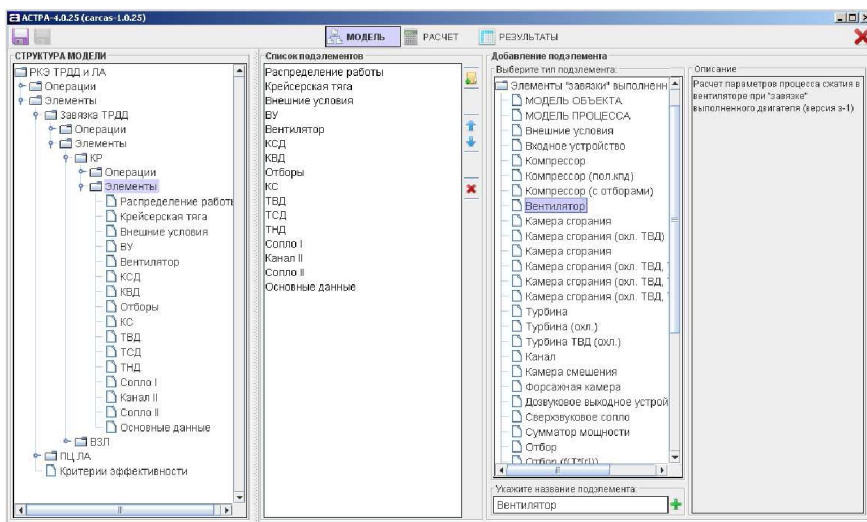 АСТРА-4.0.25 (carcas-1.0.25)
МОДЕЛЬ
РАСЧЕТ
РЕЗУЛЬТАТЫ
СТРУКТУРА МОДЕЛИ
РКЭ ТРДД и ЛА
Операции
Элементы
Завязка ТРДД
Операции
Элементы
КР
Операции
Элементы
Распределение работы
Крейсерская тяга
Внешние условия
ВУ
Вентилятор
КСД
КВД
Отборы
КС
ТВД
ТСД
ТНД
Сопло I
Канал II
Сопло II
Основные данные
ВЗЛ
ПЦ ЛА
Критерии эффективности
Список подэлементов
Распределение работы
Крейсерская тяга
Внешние условия
ВУ
Вентилятор
КСД
КВД
Отборы
КС
ТВД
ТСД
ТНД
Сопло I
Канал II
Сопло II
Основные данные
Добавление подэлемента
Выберите тип подэлемента:
Элементы "завязки" выполненн
МОДЕЛЬ ОБЪЕКТА
МОДЕЛЬ ПРОЦЕССА
Внешние условия
Входное устройство
Компрессор
Компрессор (пол.кпд)
Компрессор (с отборами)
Вентилятор
Камера сгорания
Камера сгорания (охл. ТВД)
Камера сгорания
Камера сгорания (охл. ТВД,
Камера сгорания (охл. ТВД,
Камера сгорания (охл. ТВД,
Турбина
Турбина (охл.)
Турбина ТВД (охл.)
Канал
Камера смешения
Форсажная камера
Дозвуковое выходное устрой
Сверхзвуковое сопло
Сумматор мощности
Отбор
Укажите название подэлемента:
Вентилятор
Описание
Расчет параметров процесса сжатия в
вентиляторе при "завязке"
выполненного двигателя (версия з-1)